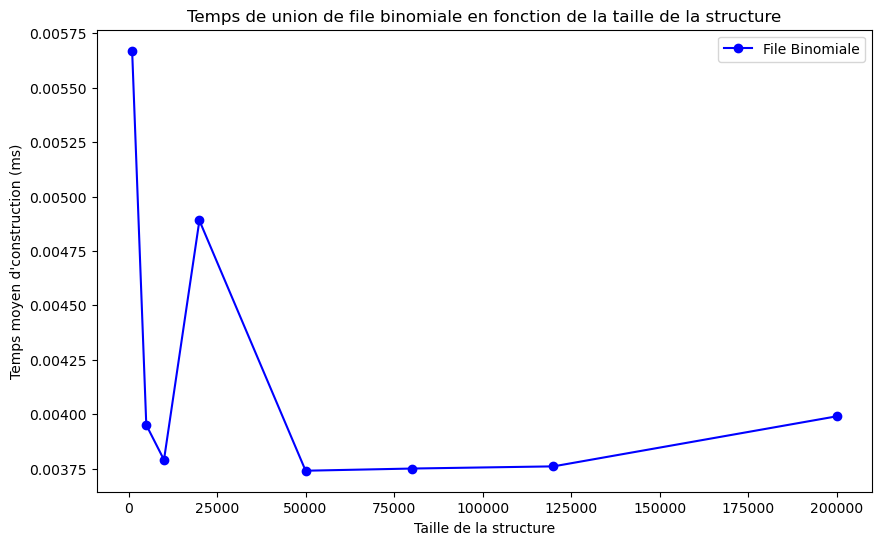 Temps de union de file binomiale en fonction de la taille de la structure
File Binomiale
Temps moyen d'construction (ms)
0.00575
0.00550
0.00525
0.00500
0.00475
0.00450
0.00425
0.00400
0.00375
0 25000 50000 75000 100000 125000 150000 175000 200000
Taille de la structure